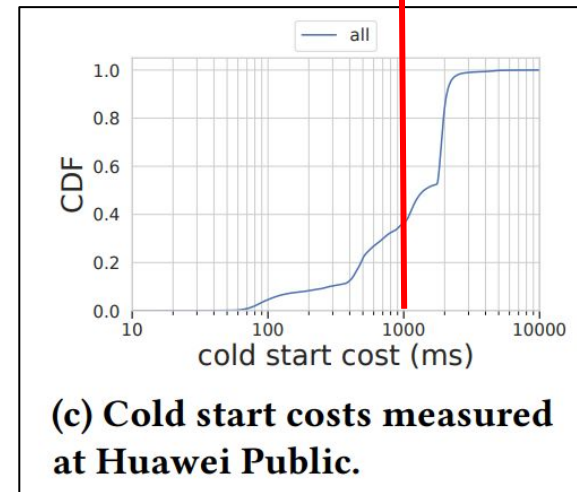 all
1.0
0.8
0.6
0.4
0.2
0.0
CDF
10 100 1000 10000
cold start cost (ms)
(c) Cold start costs measured
at Huawei Public.